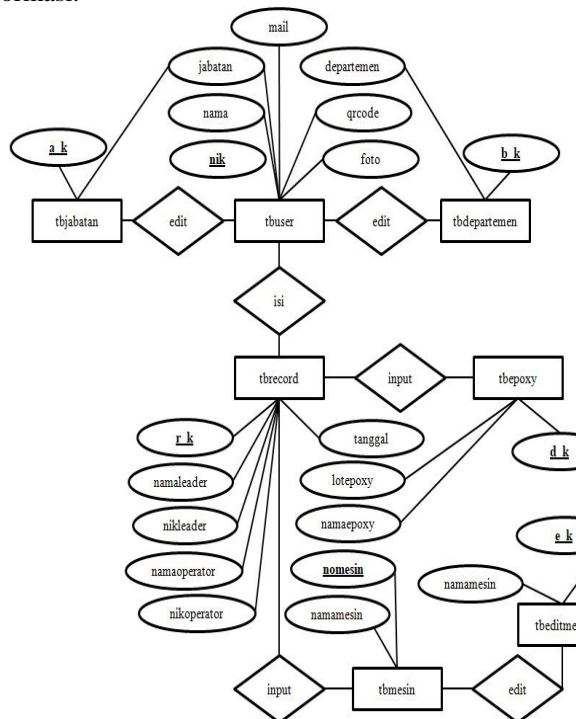 mail
jabatan
departemen
nama
qrcode
a_k
nik
foto
b_k
tbjabatan
edit
tbuser
edit
tbdepartemen
isi
tbrecord
input
tbepoxy
r_k
tanggal
d_k
namaleader
lotepoxy
nikleader
namaepoxy
e_k
namaoperator
nomesin
namamesin
nikoperator
namamesin
input
tbmesin
edit